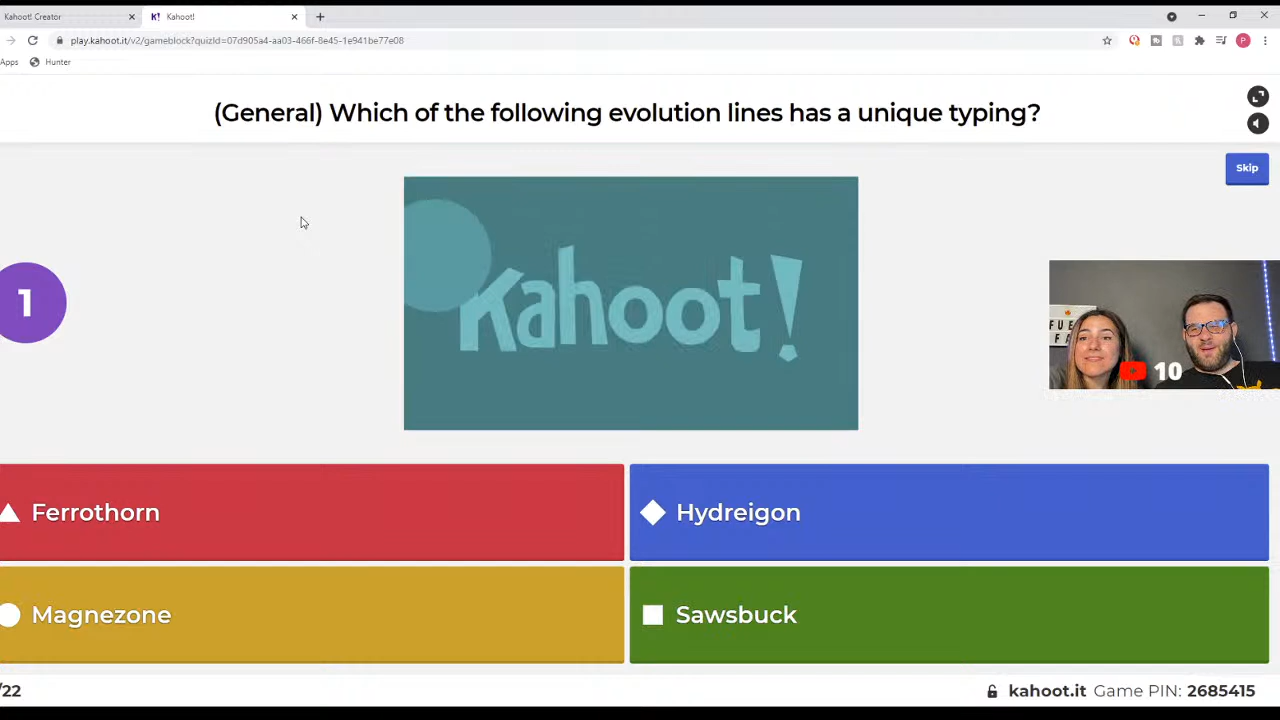 Kahoot! Creator
K! Kahoot!
play.kahoot.it/v2/gameblock?quizId=07d905a4-aa03-466f-8e45-1e941be77e08
P
Apps
Hunter
(General) Which of the following evolution lines has a unique typing?
Skip
Kahoot!
1
10
Ferrothorn
Hydreigon
Magnezone
Sawsbuck
/22
kahoot.it Game PIN: 2685415